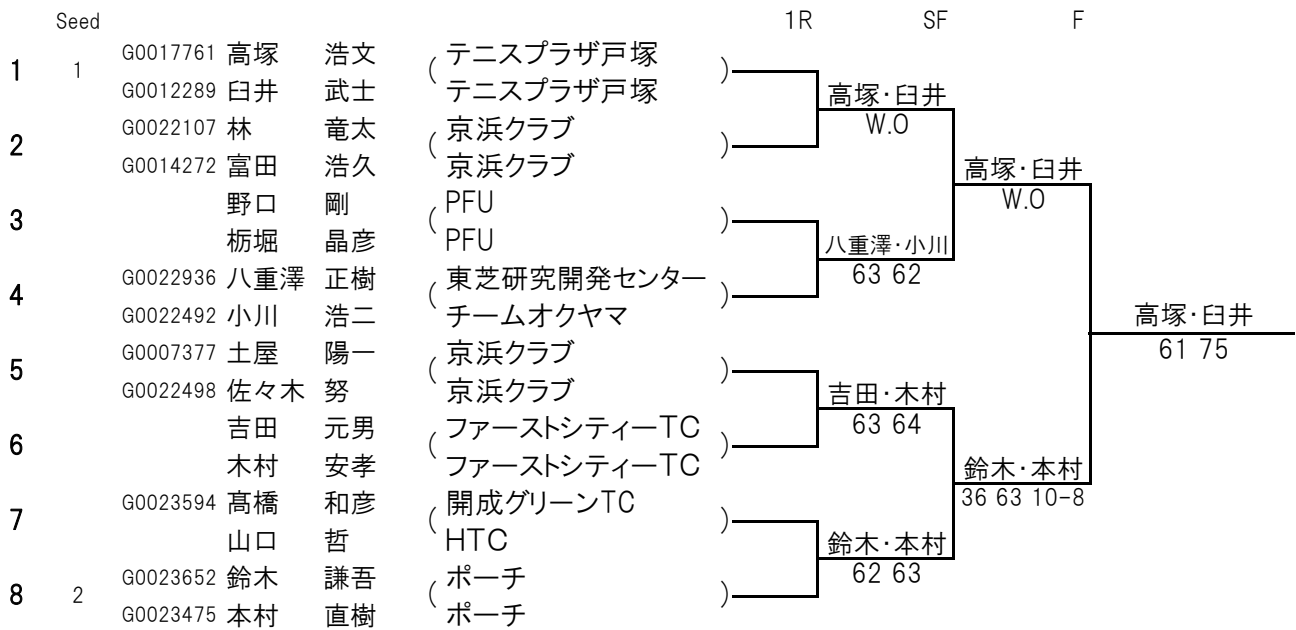 Seed 1R SF F
1 1 G0017761 高塚 浩文 ( テニスプラザ戸塚 )
G0012289 臼井 武士 テニスプラザ戸塚
高塚・臼井
W.O
2 G0022107 林 竜太 ( 京浜クラブ )
G0014272 富田 浩久 京浜クラブ
高塚・臼井
W.O
3 野口 剛 ( PFU )
栃堀 晶彦 PFU
八重澤・小川
63 62
4 G0022936 八重澤 正樹 ( 東芝研究開発センター )
G0022492 小川 浩二 チームオクヤマ
高塚・臼井
61 75
5 G0007377 土屋 陽一 ( 京浜クラブ )
G0022498 佐々木 努 京浜クラブ
吉田・木村
63 64
6 吉田 元男 ( ファーストシティーTC )
木村 安孝 ファーストシティーTC
鈴木・本村
36 63 10-8
7 G0023594 髙橋 和彦 ( 開成グリーンTC )
山口 哲 HTC
鈴木・本村
62 63
8 2 G0023652 鈴木 謙吾 ( ポーチ )
G0023475 本村 直樹 ポーチ